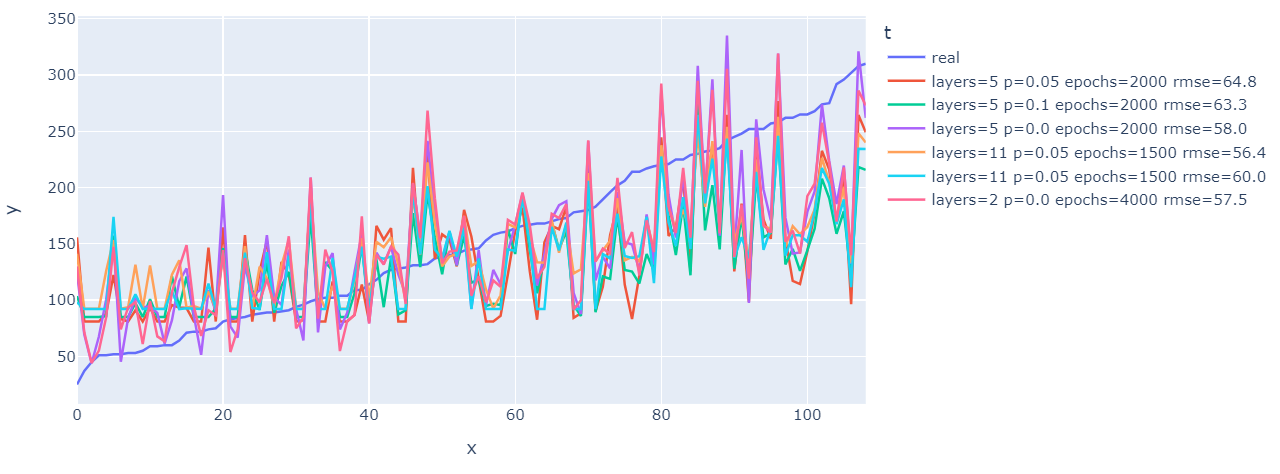 350
300
250
200
150
100
50
y
0
20
40
60
80
100
x
t
real
layers=5 p=0.05 epochs=2000 rmse=64.8
layers=5 p=0.1 epochs=2000 rmse=63.3
layers=5 p=0.0 epochs=2000 rmse=58.0
layers=11 p=0.05 epochs=1500 rmse=56.4
layers=11 p=0.05 epochs=1500 rmse=60.0
layers=2 p=0.0 epochs=4000 rmse=57.5